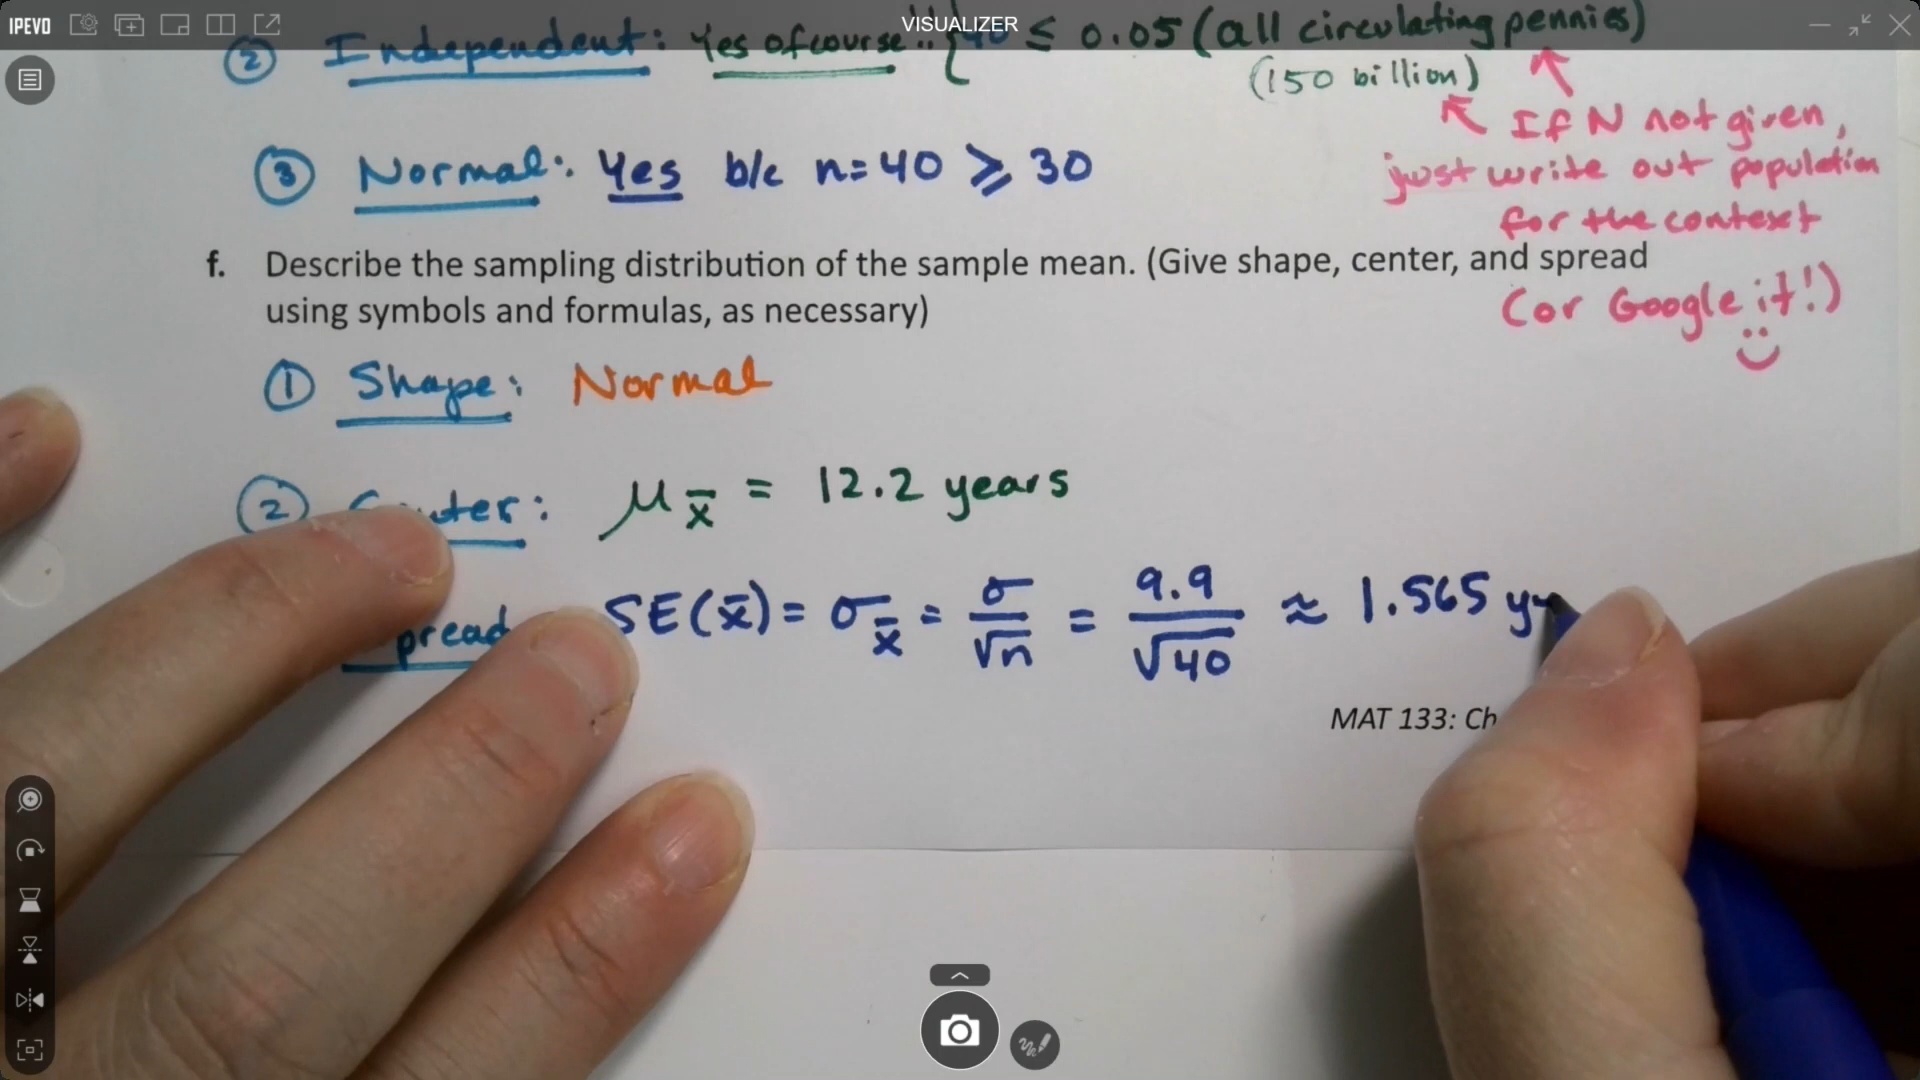 IPEVO
VISUALIZER
② Independent: Yes of course!! { 40 ≤ 0.05 (all circulating pennies)
(150 billion)
③ Normal: Yes b/c n=40 ≥ 30
If N not given,
just write out population
for the context
(or Google it!)
f. Describe the sampling distribution of the sample mean. (Give shape, center, and spread
using symbols and formulas, as necessary)
① Shape: Normal
② μx̄ = 12.2 years
SE(x̄) = σx̄ = σ/√n = 9.9/√40 ≈ 1.565
MAT 133: Ch